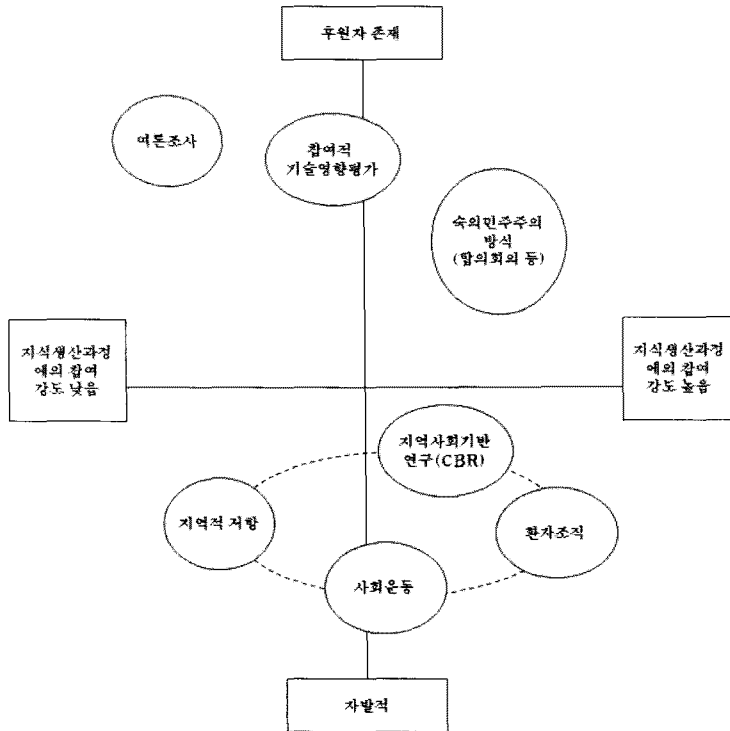 후원자 존재
여론조사
참여적
기술영향평가
숙의민주주의
방식
(합의회의 등)
지식생산과정
에의 참여
강도 낮음
지식생산과정
에의 참여
강도 높음
지역사회기반
연구(CBR)
지역적 저항
환자조직
사회운동
자발적